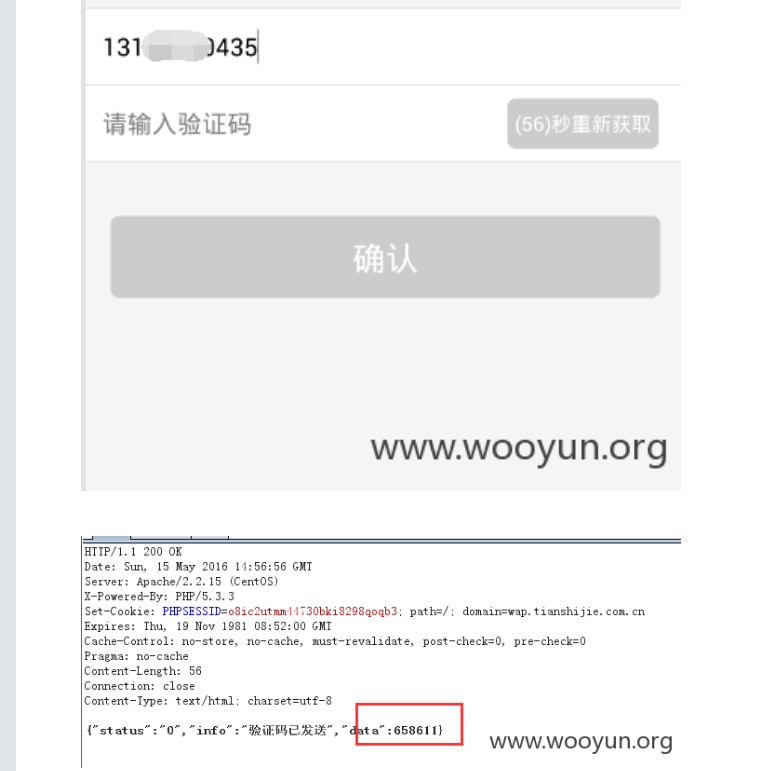 131 0435
请输入验证码 (56)秒重新获取
确认
www.wooyun.org
HTTP/1.1 200 OK
Date: Sun, 15 May 2016 14:56:56 GMT
Server: Apache/2.2.15 (CentOS)
X-Powered-By: PHP/5.3.3
Set-Cookie: PHPSESSID=o8ic2utmm44730bki8298qoqb3; path=/; domain=wap.tianshijie.com.cn
Expires: Thu, 19 Nov 1981 08:52:00 GMT
Cache-Control: no-store, no-cache, must-revalidate, post-check=0, pre-check=0
Pragma: no-cache
Content-Length: 56
Connection: close
Content-Type: text/html; charset=utf-8
{"status":"0","info":"验证码已发送","data":658611}
www.wooyun.org